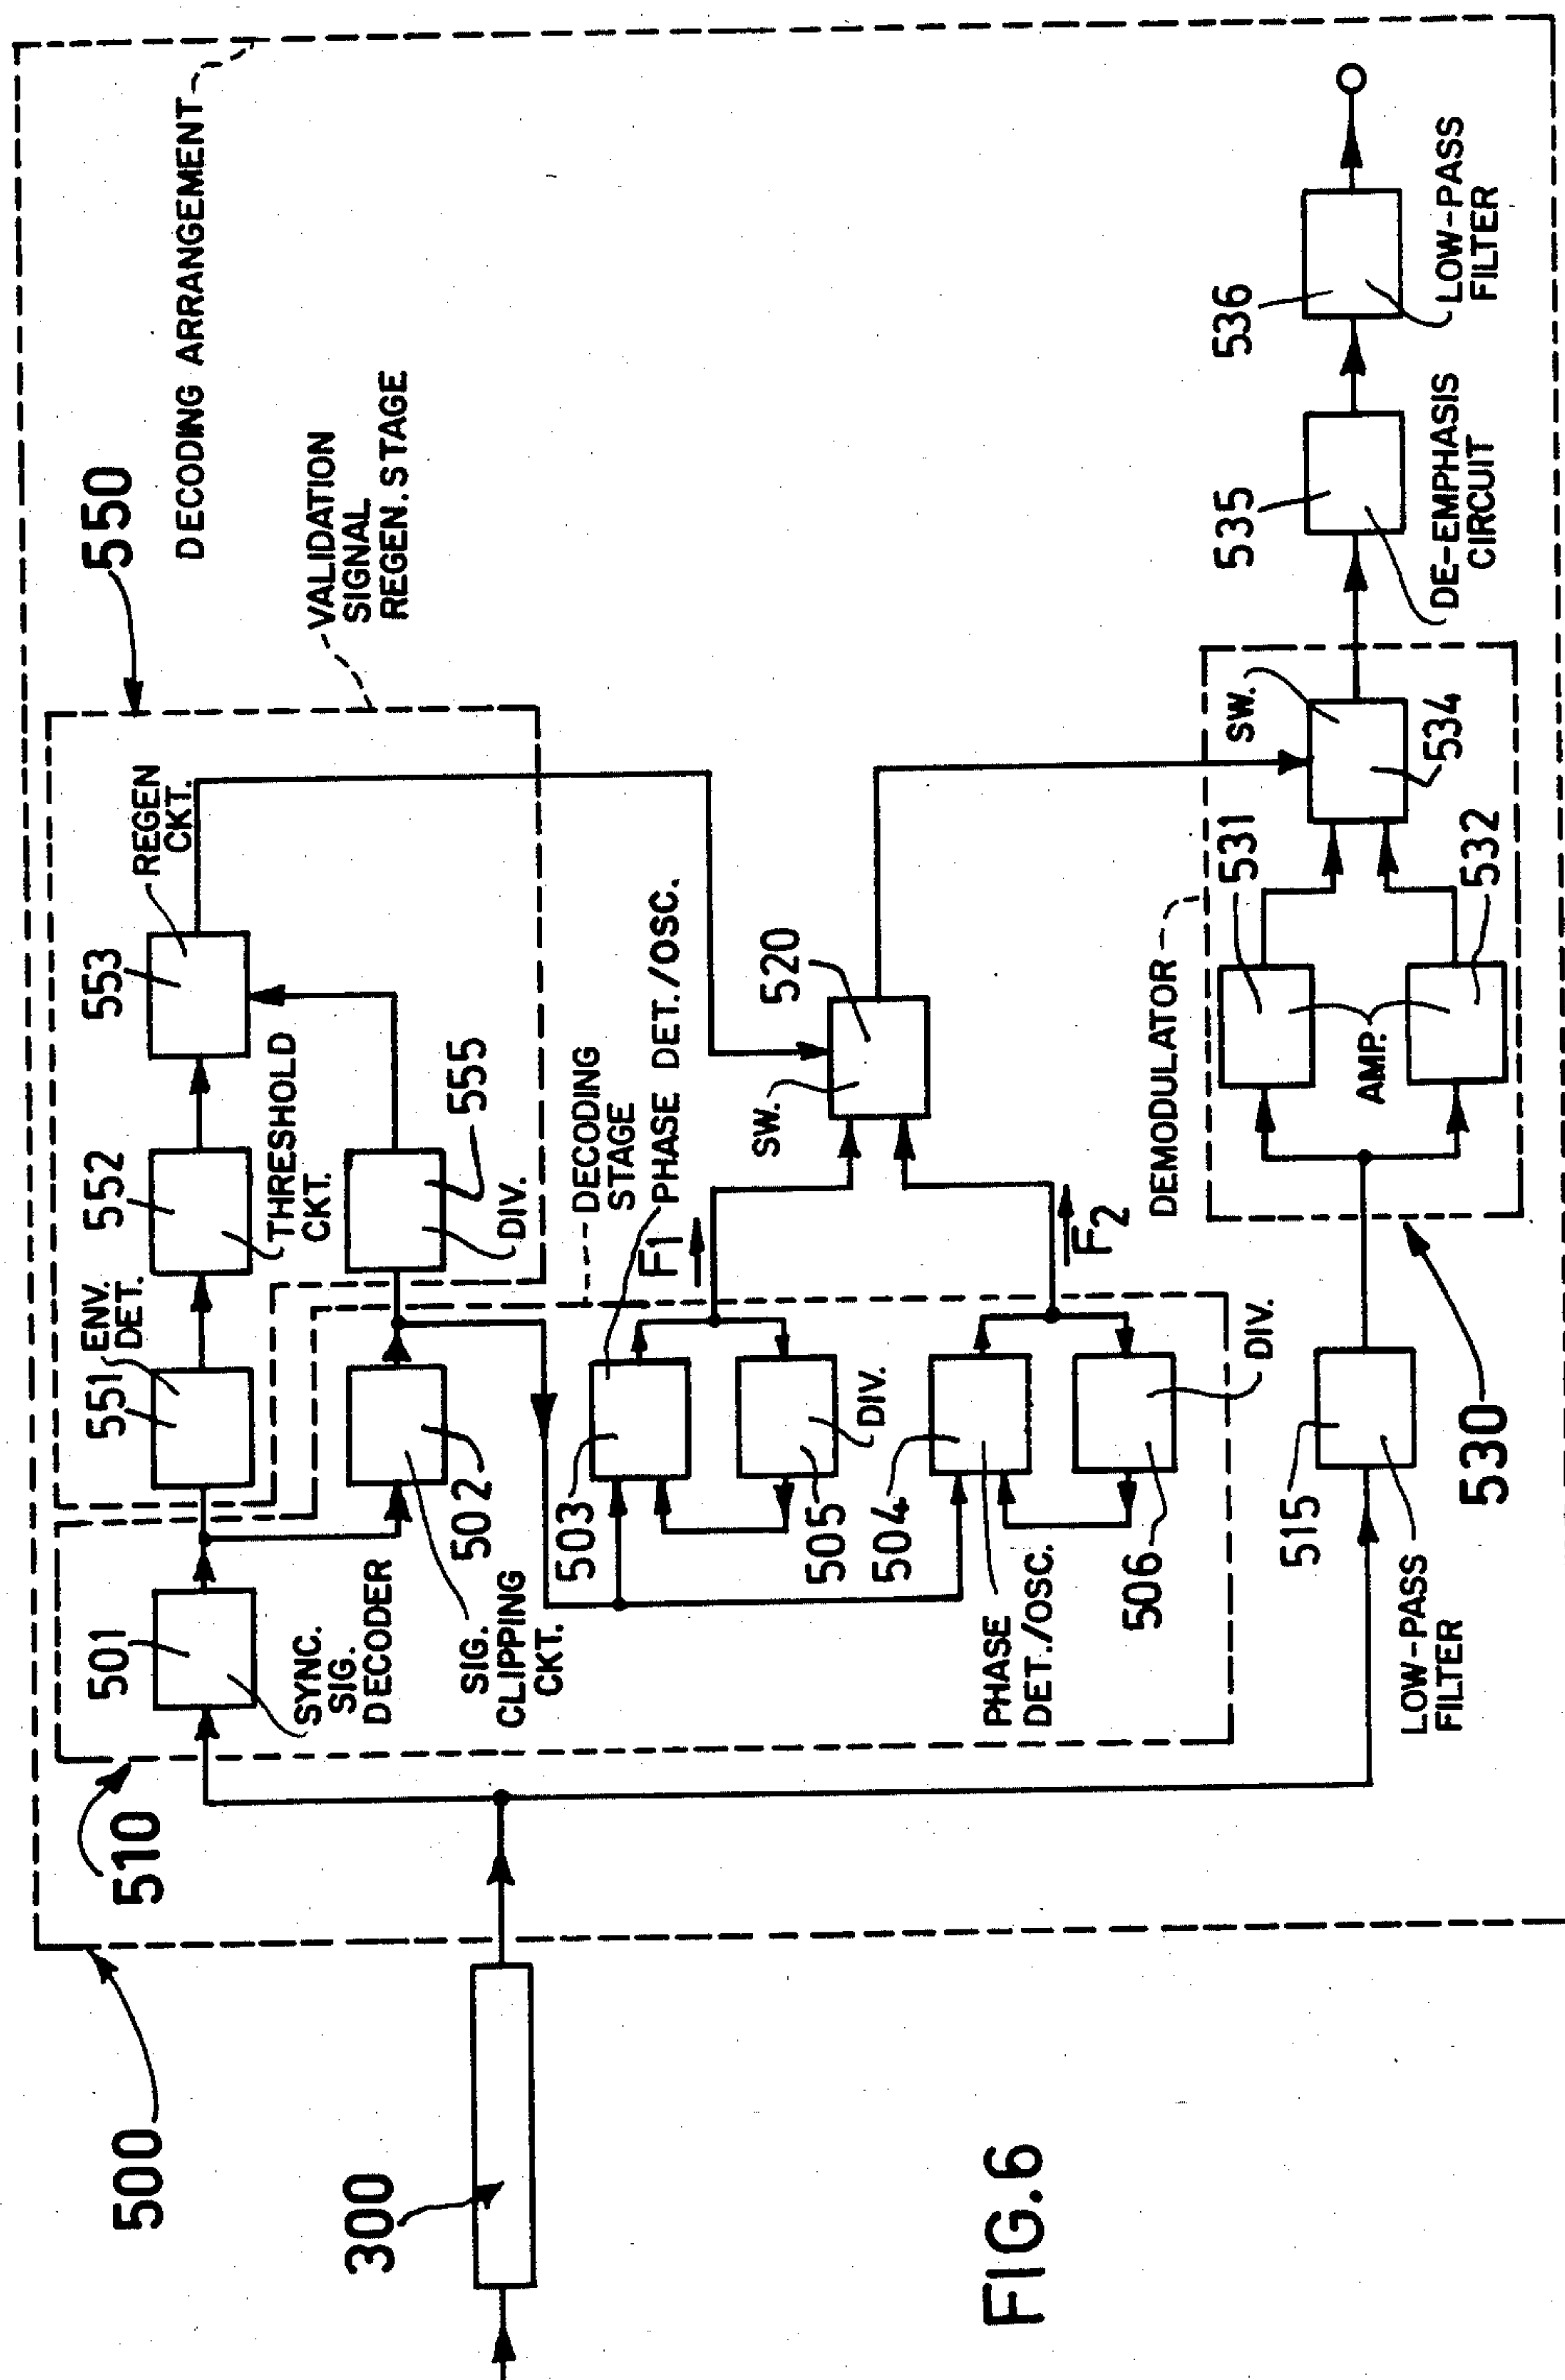 500
DECODING ARRANGEMENT
550
VALIDATION
SIGNAL
REGEN. STAGE
510
501
SYNC.
SIG.
DECODER
551
ENV.
DET.
552
THRESHOLD
CKT.
553
REGEN
CKT.
502
SIG.
CLIPPING
CKT.
555
DIV.
DECODING
STAGE
300
503
PHASE DET./OSC.
F1
505
DIV.
SW.
520
504
PHASE
DET./OSC.
F2
506
DIV.
DEMODULATOR
515
LOW-PASS
FILTER
530
531
AMP.
532
SW.
534
535
DE-EMPHASIS
CIRCUIT
536
LOW-PASS
FILTER
FIG.6